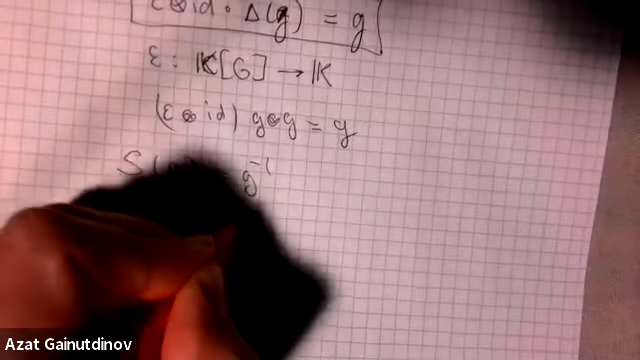 ε⊗id ∘ Δ(g) = g
ε : 𝕂[G] → 𝕂
(ε⊗id) g⊗g = g
S( g⁻¹
Azat Gainutdinov